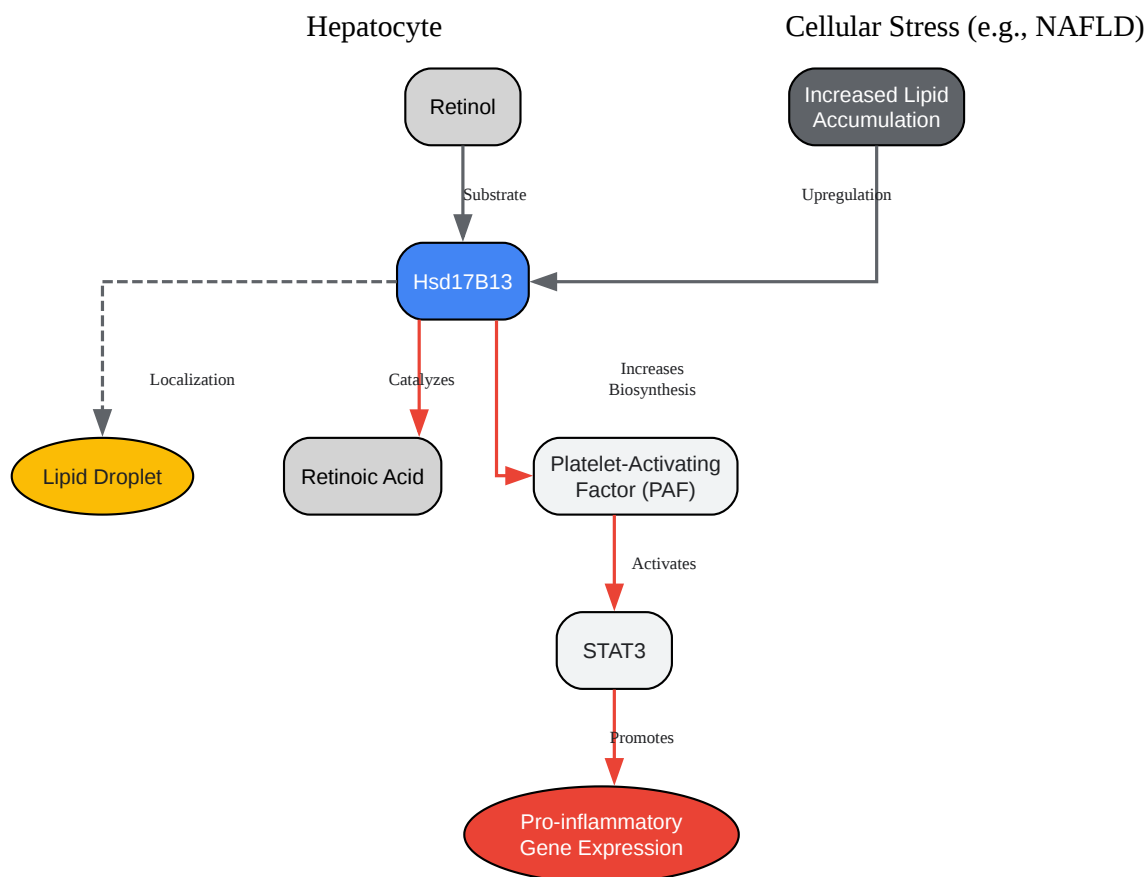 Hepatocyte
Cellular Stress (e.g., NAFLD)
Retinol
Increased Lipid
Accumulation
Substrate
Upregulation
Hsd17B13
Localization
Catalyzes
Increases
Biosynthesis
Lipid Droplet
Retinoic Acid
Platelet-Activating
Factor (PAF)
Activates
STAT3
Promotes
Pro-inflammatory
Gene Expression